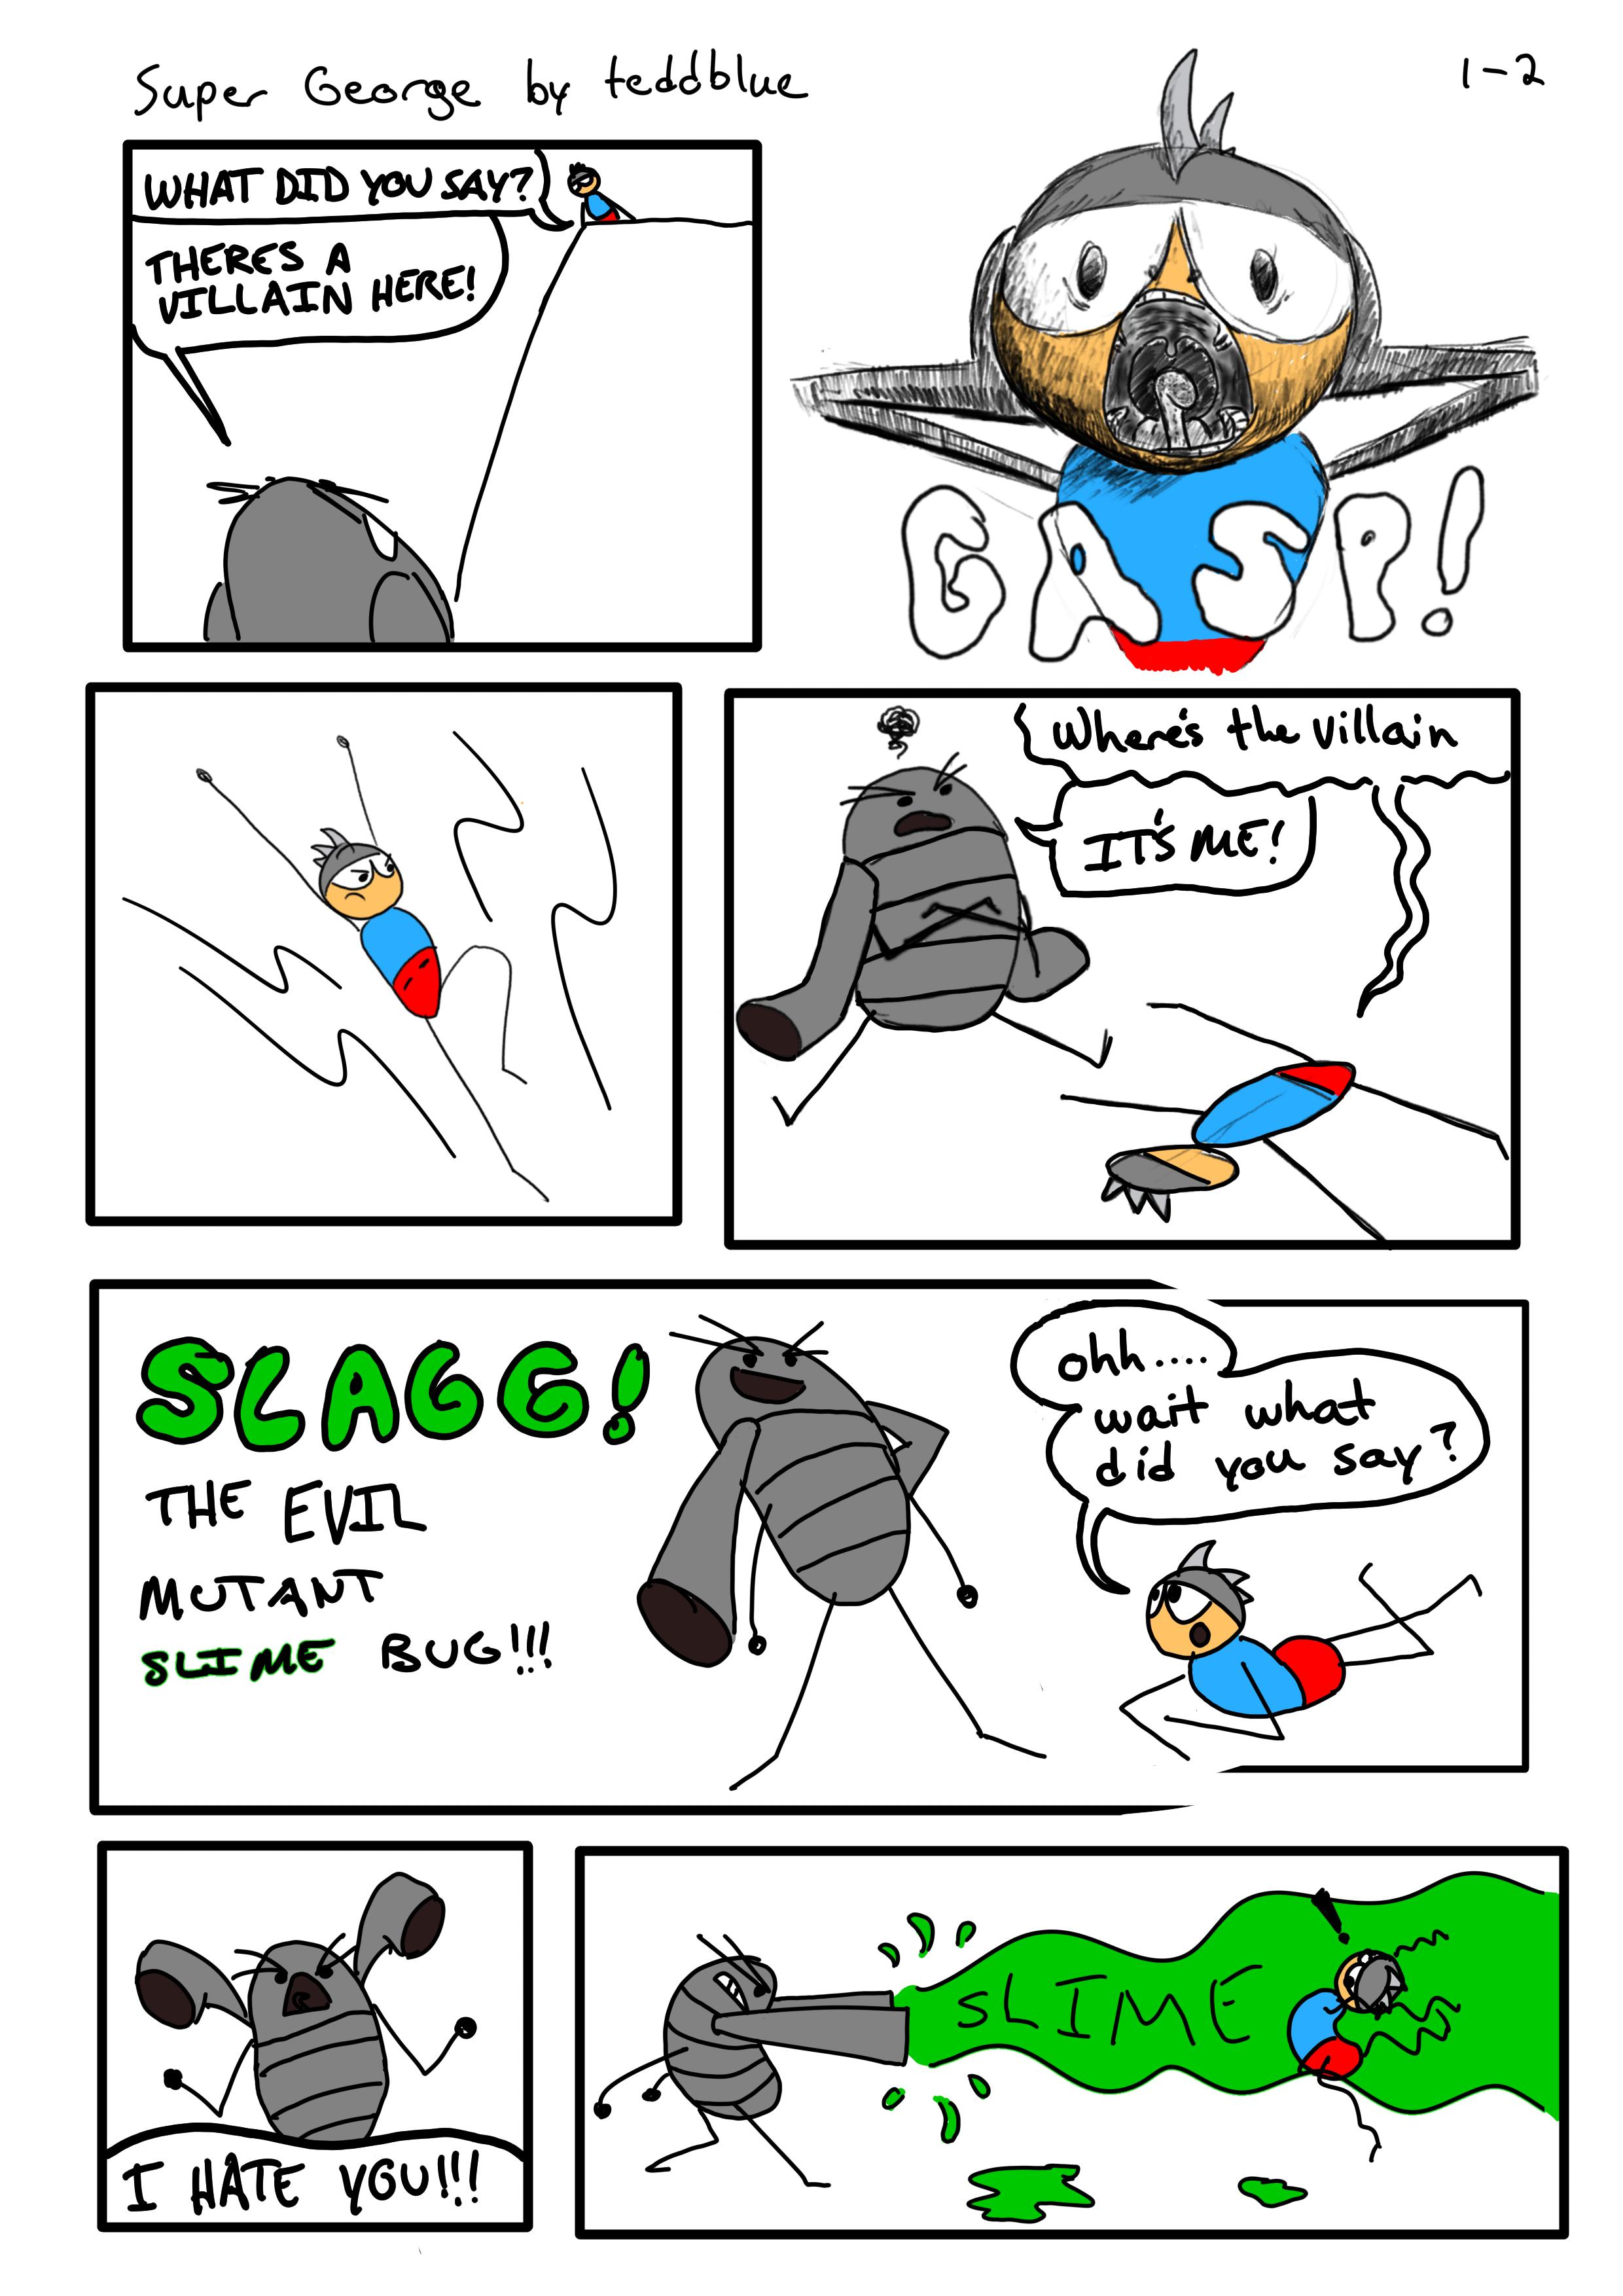 Super George by teddblue
1-2
WHAT DID YOU SAY?
THERES A
VILLAIN HERE!
GASP!
Where's the villain
IT'S ME!
SLAGG!
THE EVIL
MUTANT
SLIME BUG!!!
ohh....
wait what
did you say?
I HATE YOU!!!
SLIME
!